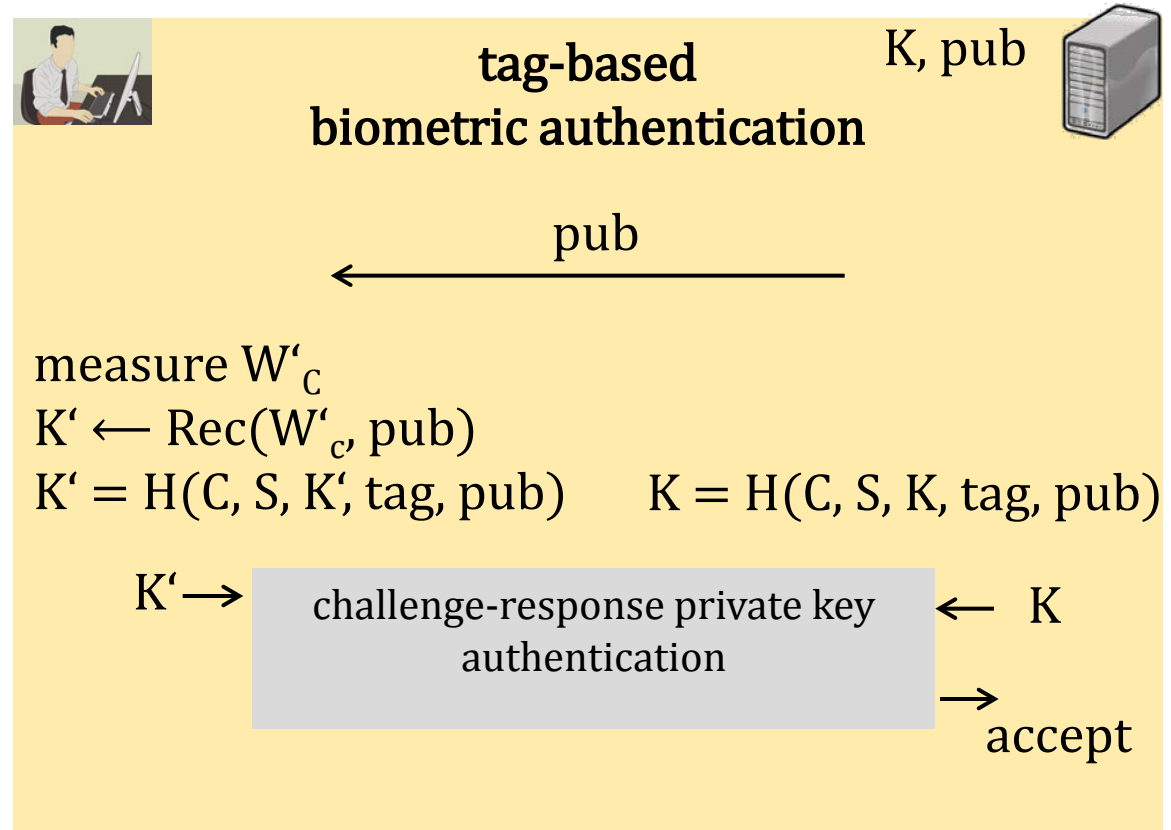 tag-based
K, pub
biometric authentication
pub
measure W‘C
K‘ ← Rec(W‘c, pub)
K‘ = H(C, S, K‘, tag, pub)
K = H(C, S, K, tag, pub)
K‘
challenge-response private key
K
authentication
accept